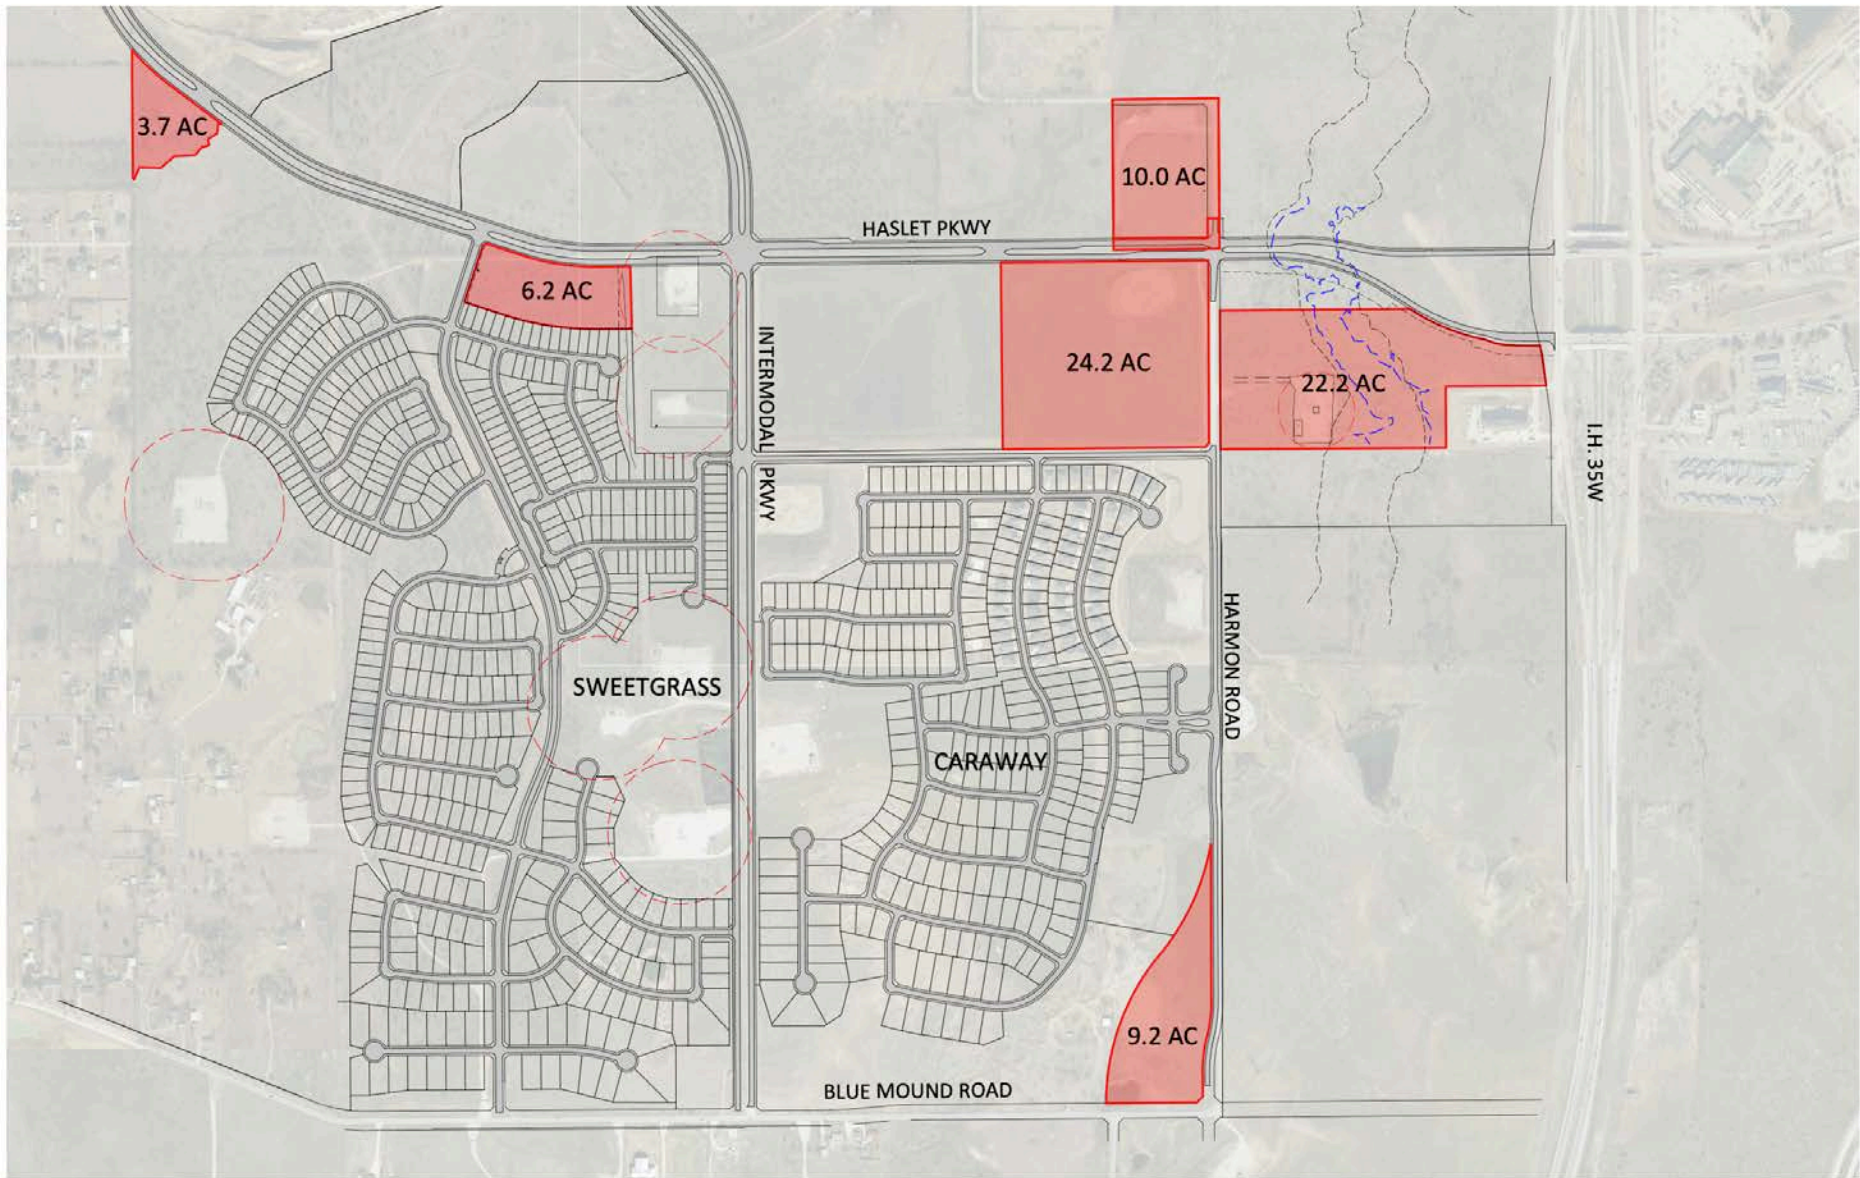 3.7 AC
10.0 AC
HASLET PKWY
6.2 AC
INTERMODAL
PKWY
24.2 AC
22.2 AC
I.H. 35W
HARMON ROAD
SWEETGRASS
CARAWAY
9.2 AC
BLUE MOUND ROAD